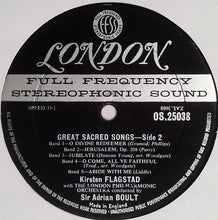 LONDON
FULL FREQUENCY
STEREOPHONIC SOUND
SPEED 33⅓
OS.25038
GREAT SACRED SONGS—Side 2
Band 1—O DIVINE REDEEMER (Gounod; Phillips)
Band 2—JERUSALEM, Op. 208 (Parry)
Band 3—JUBILATE (Duncan Young, arr. Woodgate)
Band 4—O COME, ALL YE FAITHFUL
(Trad., arr. Woodgate)
Band 5—ABIDE WITH ME (Liddle)
Kirsten FLAGSTAD
with THE LONDON PHILHARMONIC
ORCHESTRA conducted by
Sir Adrian BOULT
Made in England